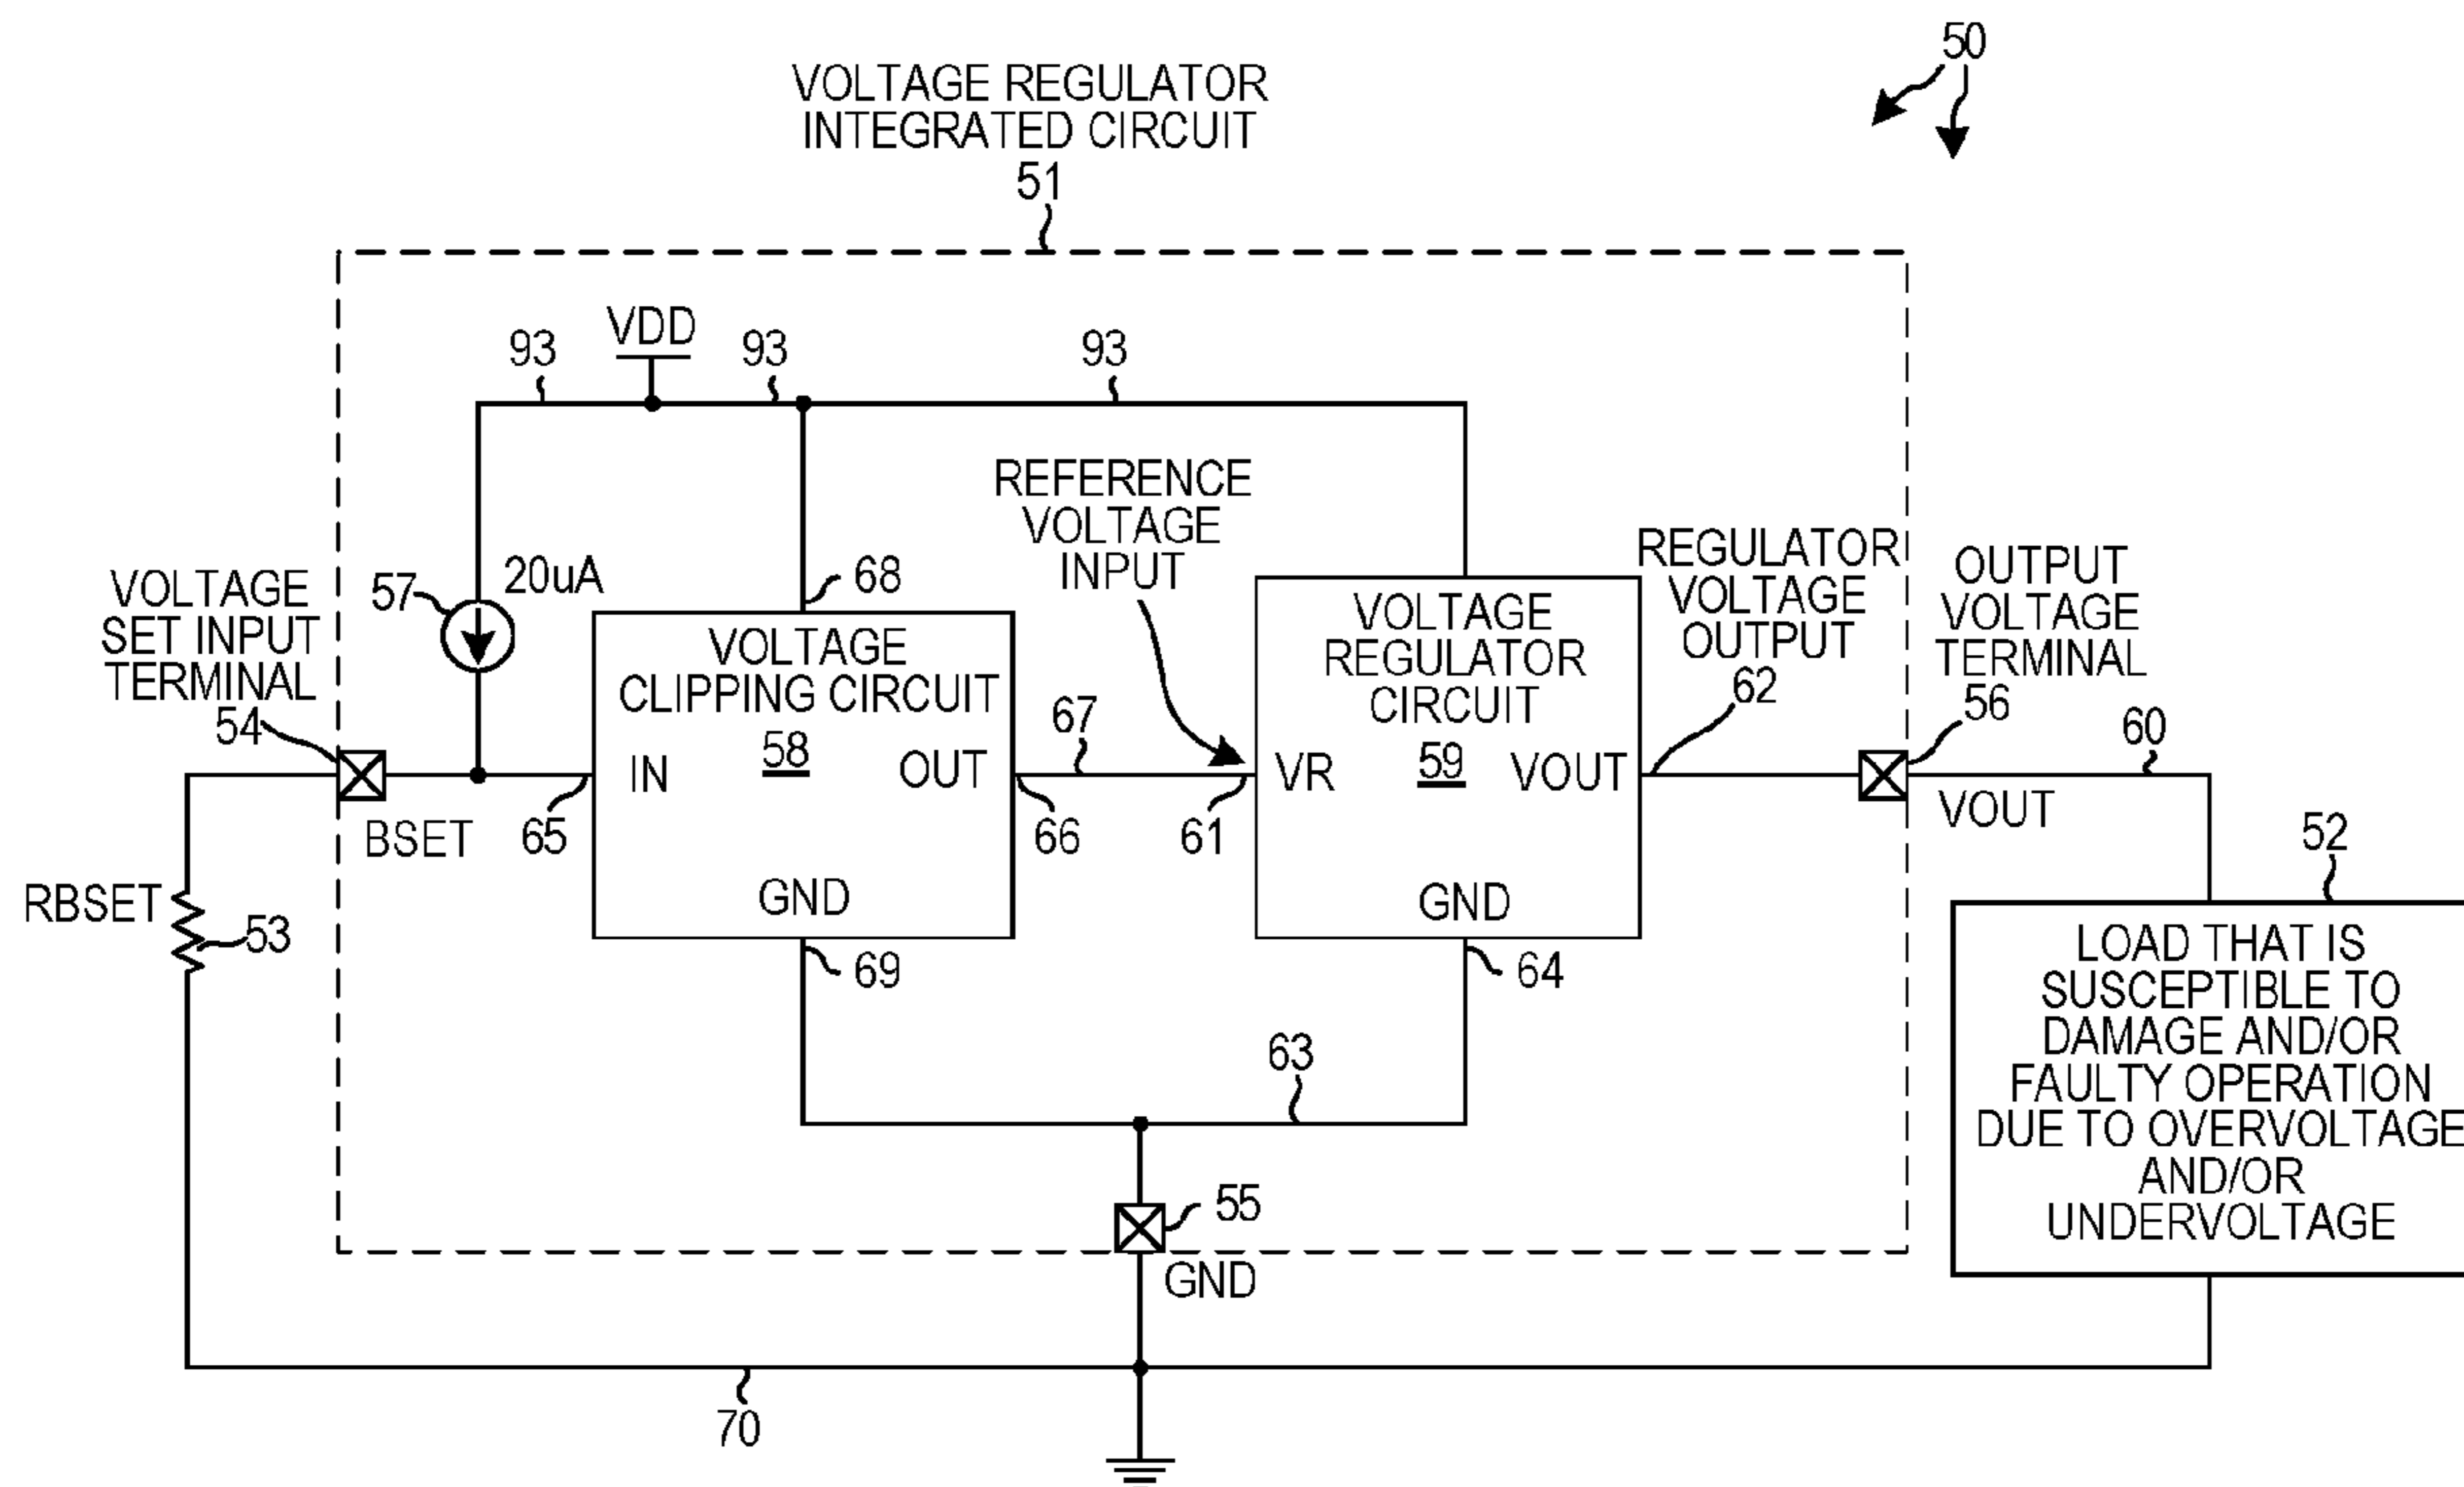 50
VOLTAGE REGULATOR
INTEGRATED CIRCUIT
51
VDD
93
93
93
REFERENCE
VOLTAGE
INPUT
VOLTAGE
SET INPUT
TERMINAL
54
57
20uA
68
VOLTAGE
CLIPPING CIRCUIT
58
IN
OUT
GND
VOLTAGE
REGULATOR
CIRCUIT
59
VR
VOUT
GND
REGULATOR
VOLTAGE
OUTPUT
62
OUTPUT
VOLTAGE
TERMINAL
56
60
67
BSET
65
66
61
VOUT
52
RBSET
53
69
64
LOAD THAT IS
SUSCEPTIBLE TO
DAMAGE AND/OR
FAULTY OPERATION
DUE TO OVERVOLTAGE
AND/OR
UNDERVOLTAGE
63
55
GND
70